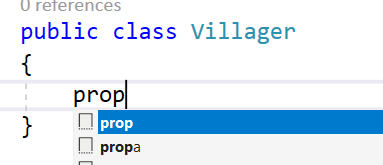 0 references
public class Villager
{
prop
}
prop
propa